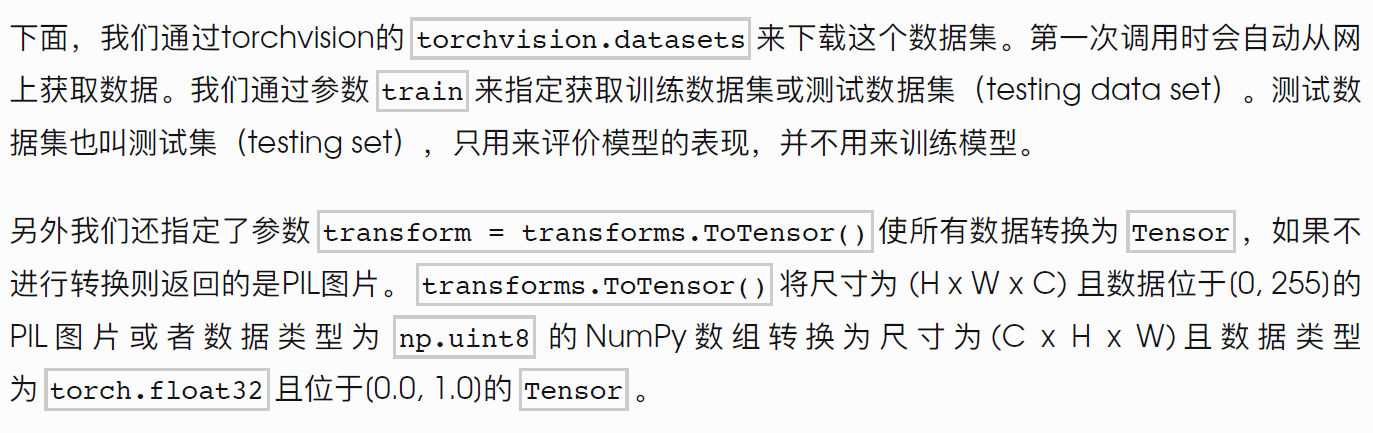 下面，我们通过torchvision的 torchvision.datasets 来下载这个数据集。第一次调用时会自动从网
上获取数据。我们通过参数 train 来指定获取训练数据集或测试数据集（testing data set）。测试数
据集也叫测试集（testing set），只用来评价模型的表现，并不用来训练模型。
另外我们还指定了参数 transform = transforms.ToTensor() 使所有数据转换为 Tensor ，如果不
进行转换则返回的是PIL图片。 transforms.ToTensor() 将尺寸为 (H x W x C) 且数据位于(0, 255)的
PIL图片或者数据类型为 np.uint8 的NumPy数组转换为尺寸为(C x H x W)且数据类型
为 torch.float32 且位于(0.0, 1.0)的 Tensor 。